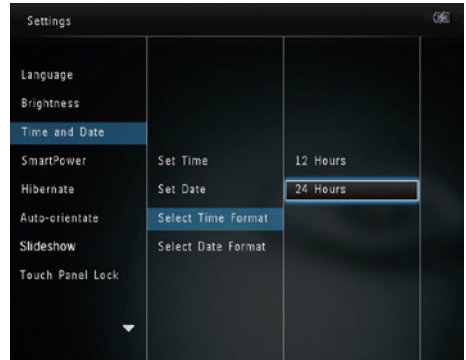 Settings
Language
Brightness
Time and Date
SmartPower
Hibernate
Auto-orientate
Slideshow
Touch Panel Lock
Set Time
Set Date
Select Time Format
Select Date Format
12 Hours
24 Hours